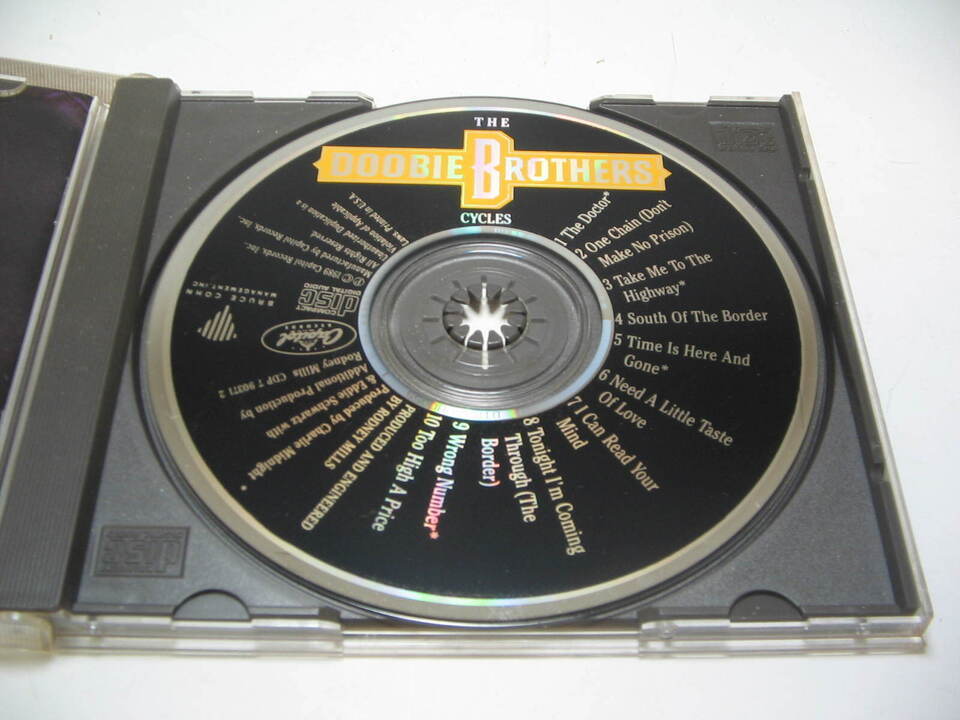 THE
DOOBIE BROTHERS
CYCLES
1 The Doctor*
2 One Chain (Don't
Make No Prison)
3 Take Me To The
Highway*
4 South Of The Border
5 Time Is Here And
Gone*
6 Need A Little Taste
Of Love
7 I Can Read Your
Mind
8 Tonight I'm Coming
Through (The
Border)
9 Wrong Number*
10 Too High A Price
PRODUCED AND ENGINEERED
BY RODNEY MILLS
* Produced by Charlie Midnight
& Eddie Schwartz with
Additional Production by
Rodney Mills CDP 7 90371 2
Capitol
RECORDS
COMPACT
disc
DIGITAL AUDIO
BRUCE COHN
MANAGEMENT, INC
℗© 1989 Capitol Records, Inc.
Manufactured by Capitol Records, Inc.
All Rights Reserved.
Unauthorized Duplication is a
Violation of Applicable
Laws. Printed in U.S.A.
disc